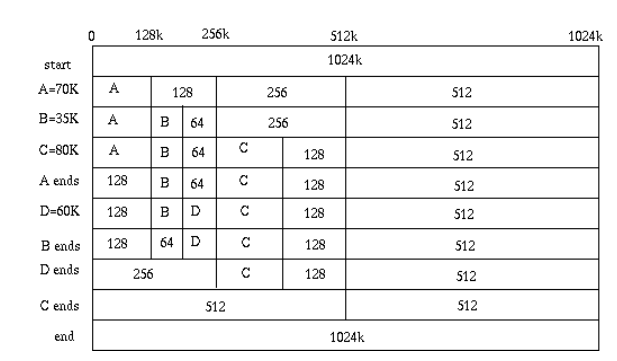 0 128k 256k 512k 1024k
start 1024k
A=70K A 128 256 512
B=35K A B 64 256 512
C=80K A B 64 C 128 512
A ends 128 B 64 C 128 512
D=60K 128 B D C 128 512
B ends 128 64 D C 128 512
D ends 256 C 128 512
C ends 512 512
end 1024k